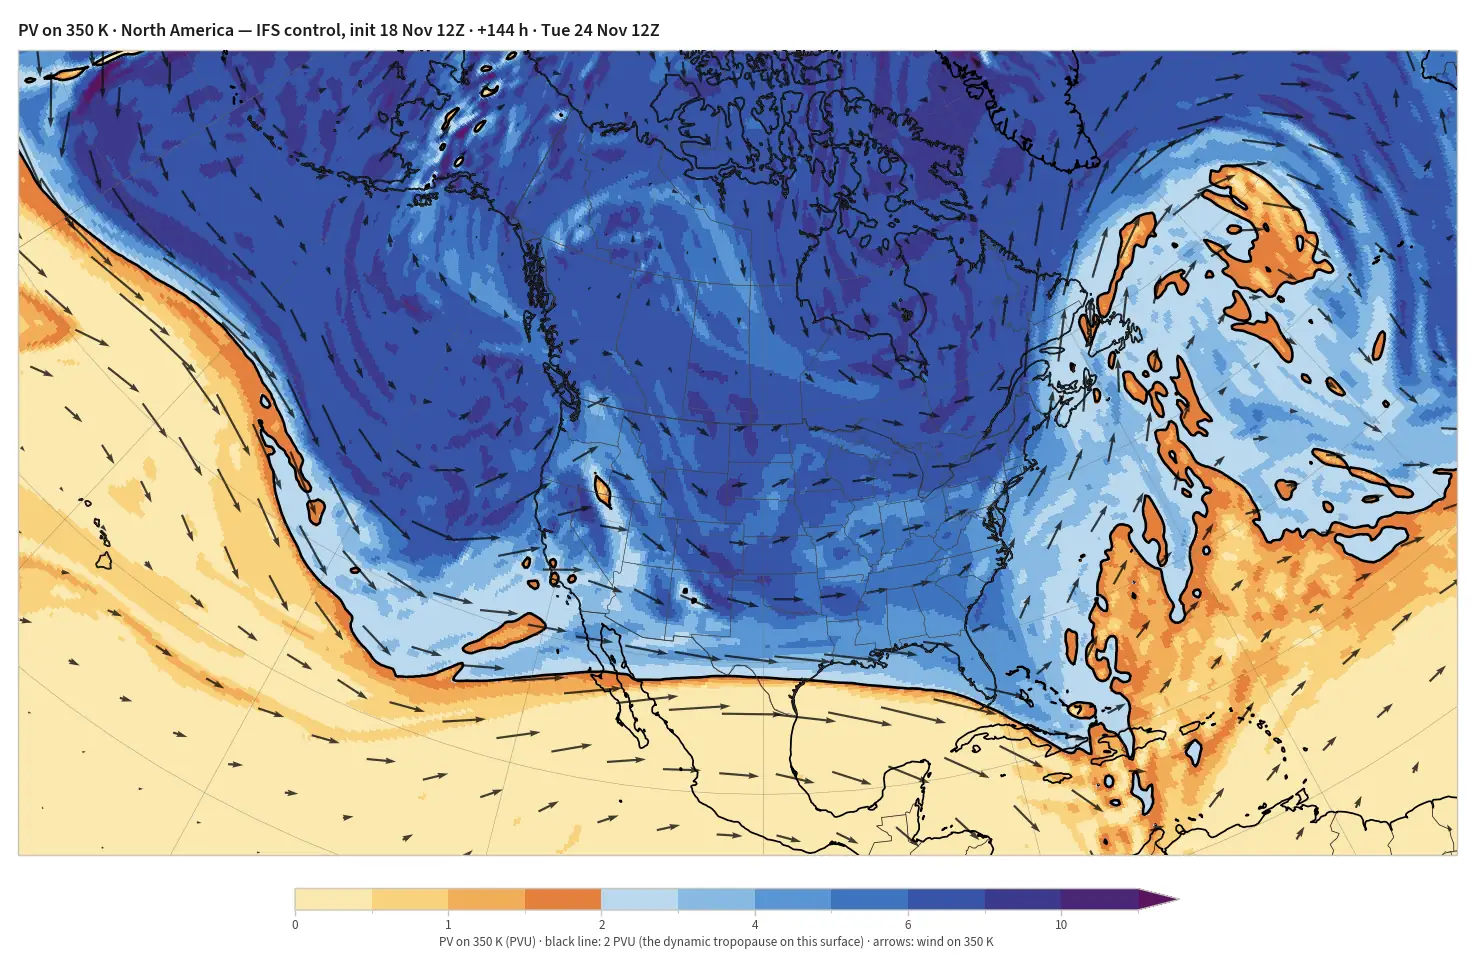 PV on 350 K · North America — IFS control, init 18 Nov 12Z · +144 h · Tue 24 Nov 12Z
0 1 2 4 6 10
PV on 350 K (PVU) · black line: 2 PVU (the dynamic tropopause on this surface) · arrows: wind on 350 K